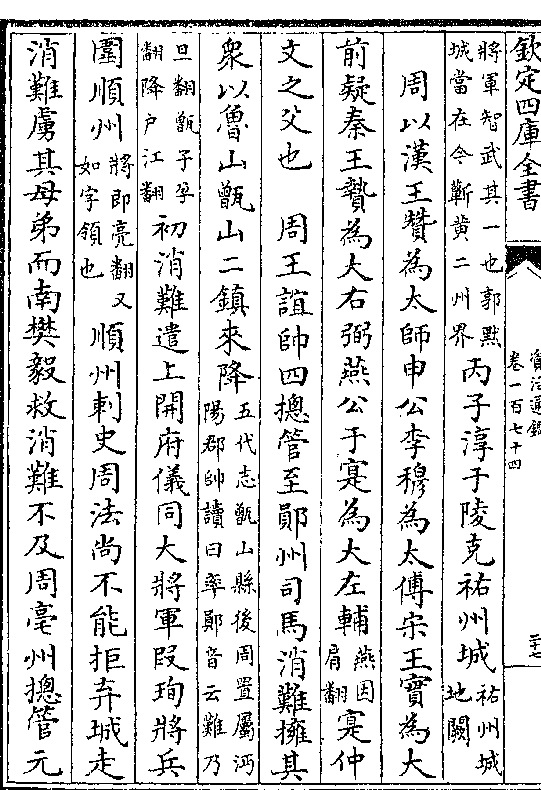 欽定四庫全書
資治通鑑
卷一百七十四
二十七
將軍智武其一也郭黙
城當在今蘄黄二州界
丙子淳于陵克祐州城
祐州城
地闕
周以漢王贊為太師申公李穆為太傅宋王實為大
前疑秦王贄為大右弼燕公于寔為大左輔
燕因
肩翻
寔仲
文之父也 周王誼帥四摠管至鄖州司馬消難擁其
衆以魯山甑山二鎮來降
五代志甑山縣後周置屬沔
陽郡帥讀曰率鄖音云難乃
旦翻甑子孕
翻降户江翻
初消難遣上開府儀同大將軍叚珣將兵
圍順州
將即亮翻又
如字領也
順州刺史周法尚不能拒弃城走
消難虜其母弟而南樊毅救消難不及周亳州摠管元